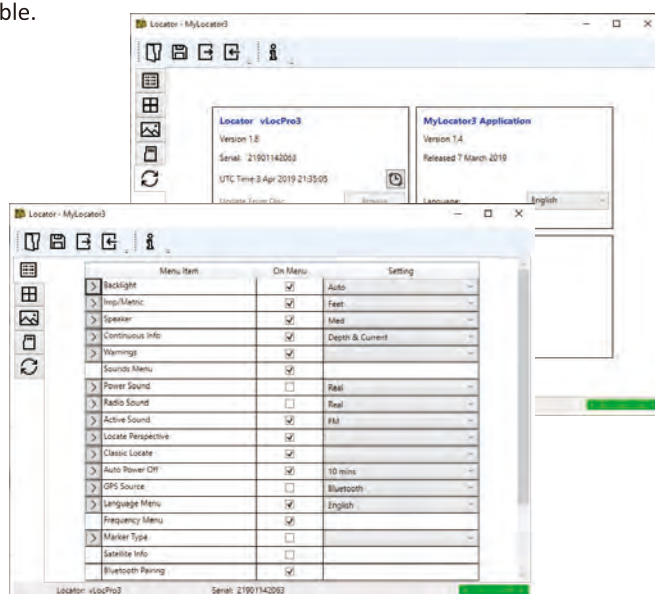 ble.
Locator - MyLocator3
Locator vLocPro3
Version 1.8
Serial: 21901142063
UTC Time 3 Apr 2019 21:35:05
Update From Disc
Browse
MyLocator3 Application
Version 1.4
Released 7 March 2019
Language:
English
Locator - MyLocator3
Menu Item On Menu Setting
Backlight Auto
Imp/Metric Feet
Speaker Med
Continuous Info Depth & Current
Warnings
Sounds Menu
Power Sound Real
Radio Sound Real
Active Sound FM
Locate Perspective
Classic Locate
Auto Power Off 10 mins
GPS Source Bluetooth
Language Menu English
Frequency Menu
Marker Type
Satellite Info
Bluetooth Pairing
Locator: vLocPro3 Serial: 21901142063